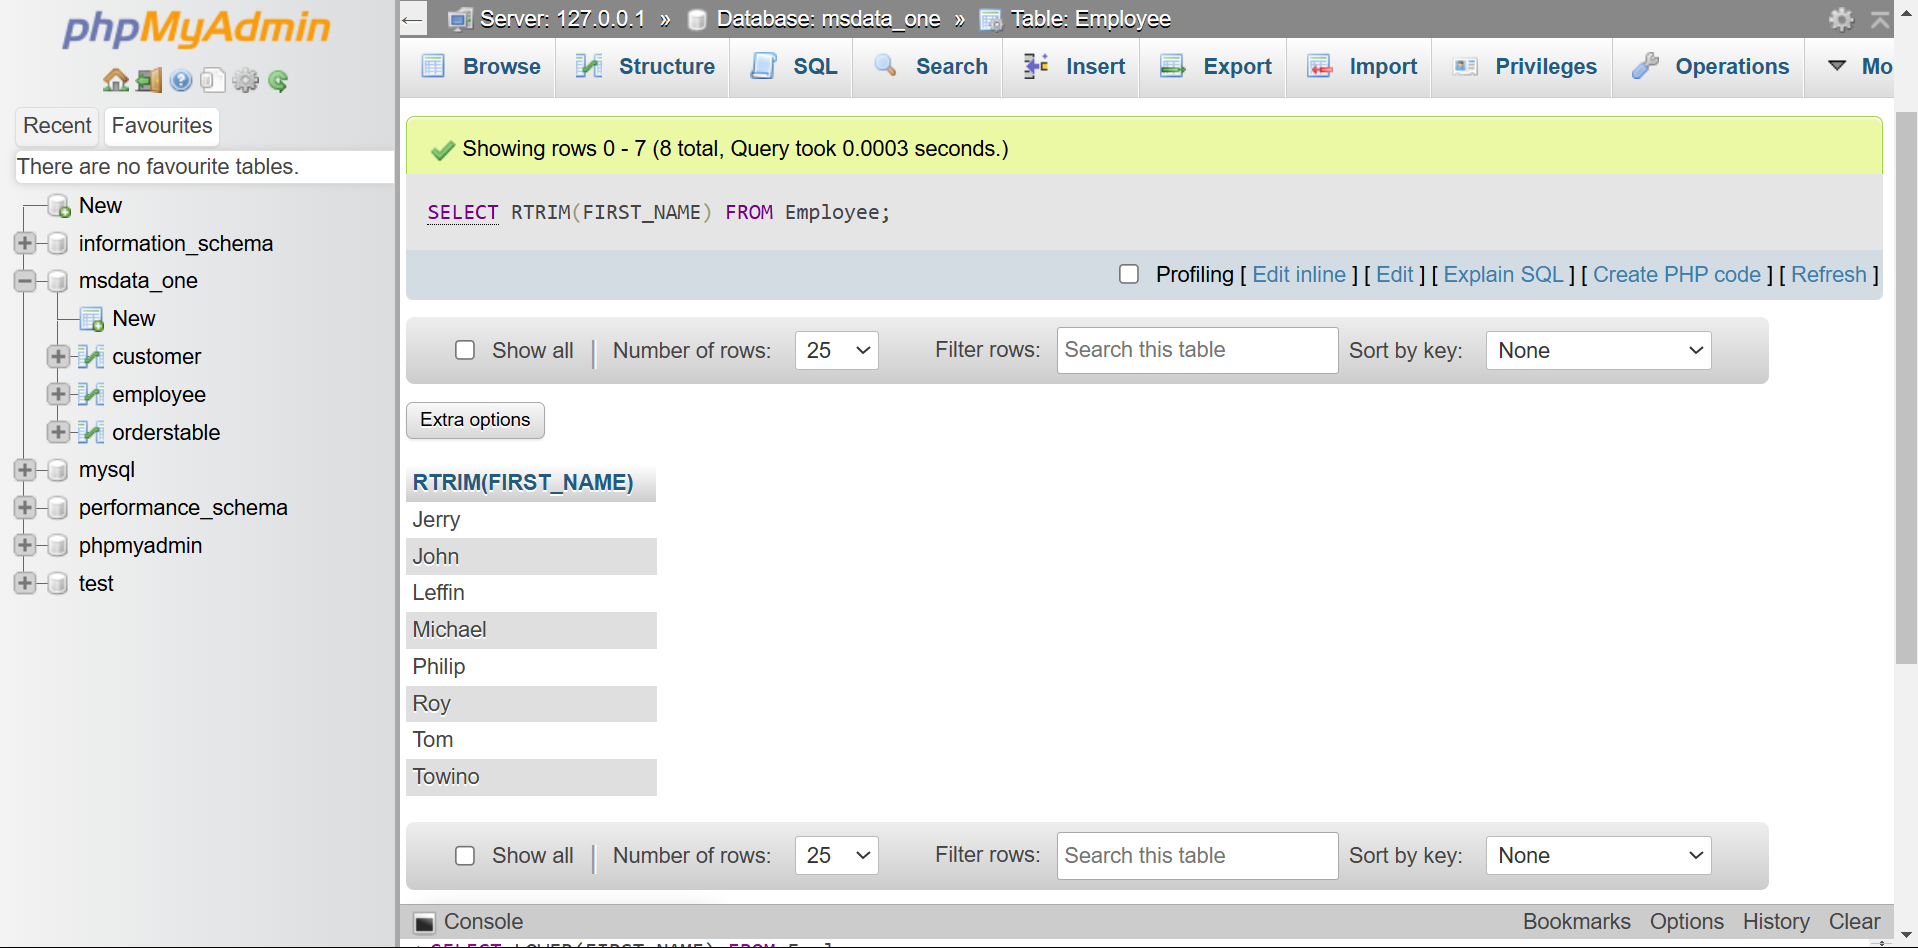 phpMyAdmin
Recent Favourites
There are no favourite tables.
New
information_schema
msdata_one
New
customer
employee
orderstable
mysql
performance_schema
phpmyadmin
test
Server: 127.0.0.1 » Database: msdata_one » Table: Employee
Browse Structure SQL Search Insert Export Import Privileges Operations Mo
Showing rows 0 - 7 (8 total, Query took 0.0003 seconds.)
SELECT RTRIM(FIRST_NAME) FROM Employee;
Profiling [ Edit inline ] [ Edit ] [ Explain SQL ] [ Create PHP code ] [ Refresh ]
Show all | Number of rows: 25 Filter rows: Search this table Sort by key: None
Extra options
RTRIM(FIRST_NAME)
Jerry
John
Leffin
Michael
Philip
Roy
Tom
Towino
Show all | Number of rows: 25 Filter rows: Search this table Sort by key: None
Console Bookmarks Options History Clear
SELECT LOWER(FIRST_NAME) FROM